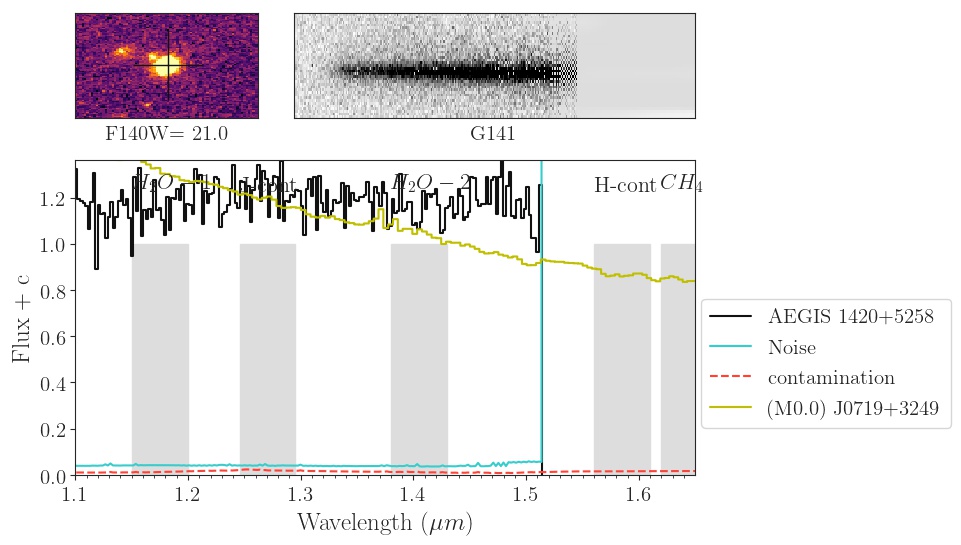 F140W= 21.0
G141
H₂O − 1
J-cont
H₂O − 2
H-cont
CH₄
1.2
1.0
0.8
0.6
0.4
0.2
0.0
Flux + c
1.1
1.2
1.3
1.4
1.5
1.6
Wavelength (μm)
AEGIS 1420+5258
Noise
contamination
(M0.0) J0719+3249